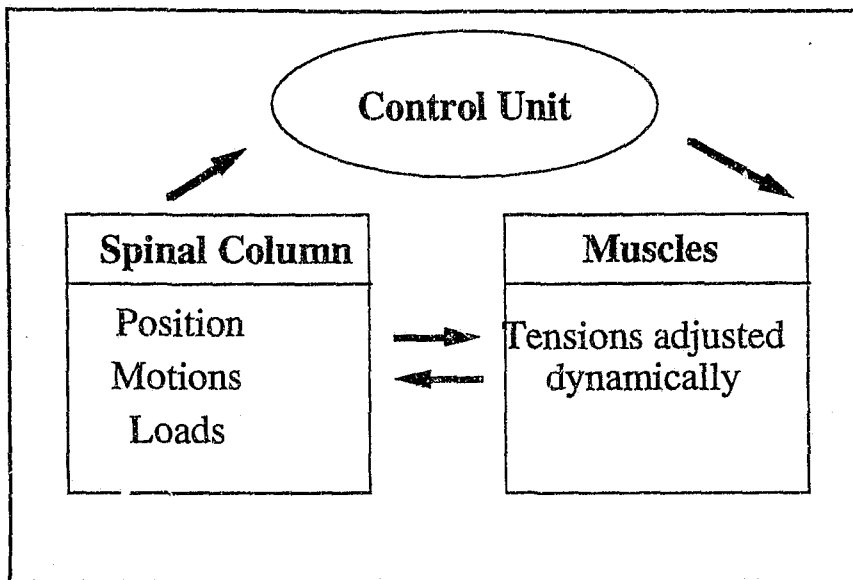 Control Unit
Spinal Column
Position
Motions
Loads
Muscles
Tensions adjusted
dynamically